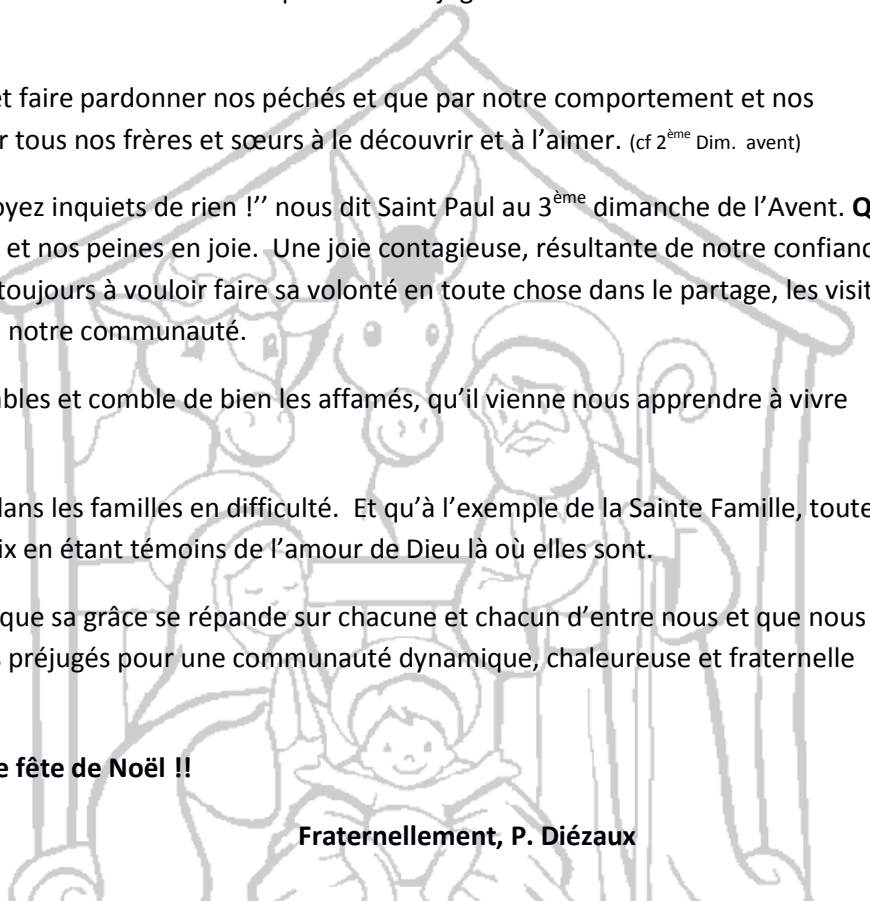 et faire pardonner nos péchés et que par notre comportement et nos
r tous nos frères et sœurs à le découvrir et à l’aimer. (cf 2ème Dim. avent)
oyez inquiets de rien !’’ nous dit Saint Paul au 3ème dimanche de l’Avent. Q
et nos peines en joie. Une joie contagieuse, résultante de notre confianc
toujours à vouloir faire sa volonté en toute chose dans le partage, les visit
notre communauté.
bles et comble de bien les affamés, qu’il vienne nous apprendre à vivre
dans les familles en difficulté. Et qu’à l’exemple de la Sainte Famille, toute
ix en étant témoins de l’amour de Dieu là où elles sont.
que sa grâce se répande sur chacune et chacun d’entre nous et que nous
s préjugés pour une communauté dynamique, chaleureuse et fraternelle
e fête de Noël !!
Fraternellement, P. Diézaux